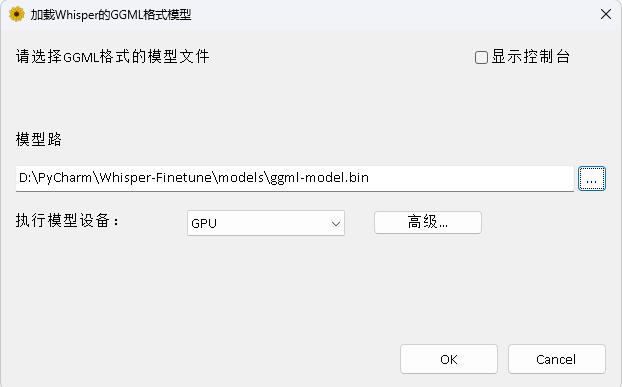 加载Whisper的GGML格式模型
请选择GGML格式的模型文件
显示控制台
模型路
D:\PyCharm\Whisper-Finetune\models\ggml-model.bin
...
执行模型设备：
GPU
高级...
OK
Cancel